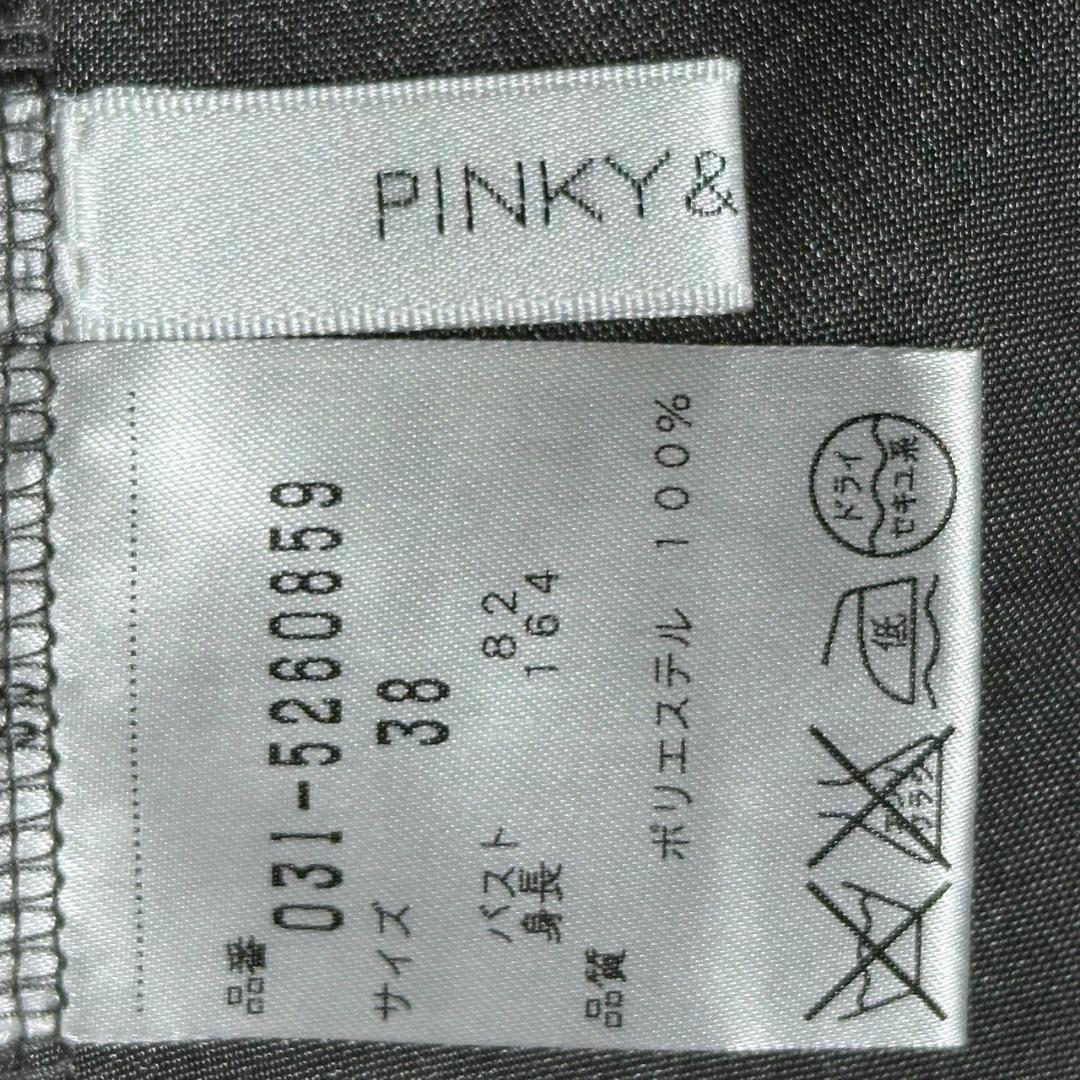 PINKY&
品番
031-5260859
サイズ 38
バスト 82
身長 164
品質
ポリエステル 100%
低
ドライ
セキユ系